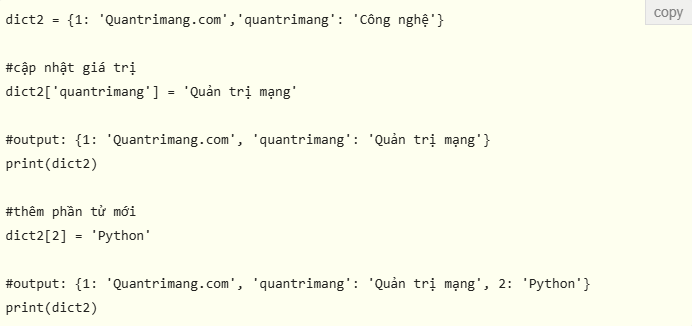 copy
dict2 = {1: 'Quantrimang.com','quantrimang': 'Công nghệ'}
#cập nhật giá trị
dict2['quantrimang'] = 'Quản trị mạng'
#output: {1: 'Quantrimang.com', 'quantrimang': 'Quản trị mạng'}
print(dict2)
#thêm phần tử mới
dict2[2] = 'Python'
#output: {1: 'Quantrimang.com', 'quantrimang': 'Quản trị mạng', 2: 'Python'}
print(dict2)